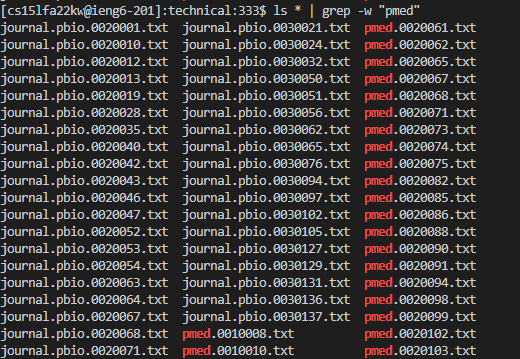 [cs15lfa22kw@ieng6-201]:technical:333$ ls * | grep -w "pmed"
journal.pbio.0020001.txt journal.pbio.0030021.txt pmed.0020061.txt
journal.pbio.0020010.txt journal.pbio.0030024.txt pmed.0020062.txt
journal.pbio.0020012.txt journal.pbio.0030032.txt pmed.0020065.txt
journal.pbio.0020013.txt journal.pbio.0030050.txt pmed.0020067.txt
journal.pbio.0020019.txt journal.pbio.0030051.txt pmed.0020068.txt
journal.pbio.0020028.txt journal.pbio.0030056.txt pmed.0020071.txt
journal.pbio.0020035.txt journal.pbio.0030062.txt pmed.0020073.txt
journal.pbio.0020040.txt journal.pbio.0030065.txt pmed.0020074.txt
journal.pbio.0020042.txt journal.pbio.0030076.txt pmed.0020075.txt
journal.pbio.0020043.txt journal.pbio.0030094.txt pmed.0020082.txt
journal.pbio.0020046.txt journal.pbio.0030097.txt pmed.0020085.txt
journal.pbio.0020047.txt journal.pbio.0030102.txt pmed.0020086.txt
journal.pbio.0020052.txt journal.pbio.0030105.txt pmed.0020088.txt
journal.pbio.0020053.txt journal.pbio.0030127.txt pmed.0020090.txt
journal.pbio.0020054.txt journal.pbio.0030129.txt pmed.0020091.txt
journal.pbio.0020063.txt journal.pbio.0030131.txt pmed.0020094.txt
journal.pbio.0020064.txt journal.pbio.0030136.txt pmed.0020098.txt
journal.pbio.0020067.txt journal.pbio.0030137.txt pmed.0020099.txt
journal.pbio.0020068.txt pmed.0010008.txt pmed.0020102.txt
journal.pbio.0020071.txt pmed.0010010.txt pmed.0020103.txt